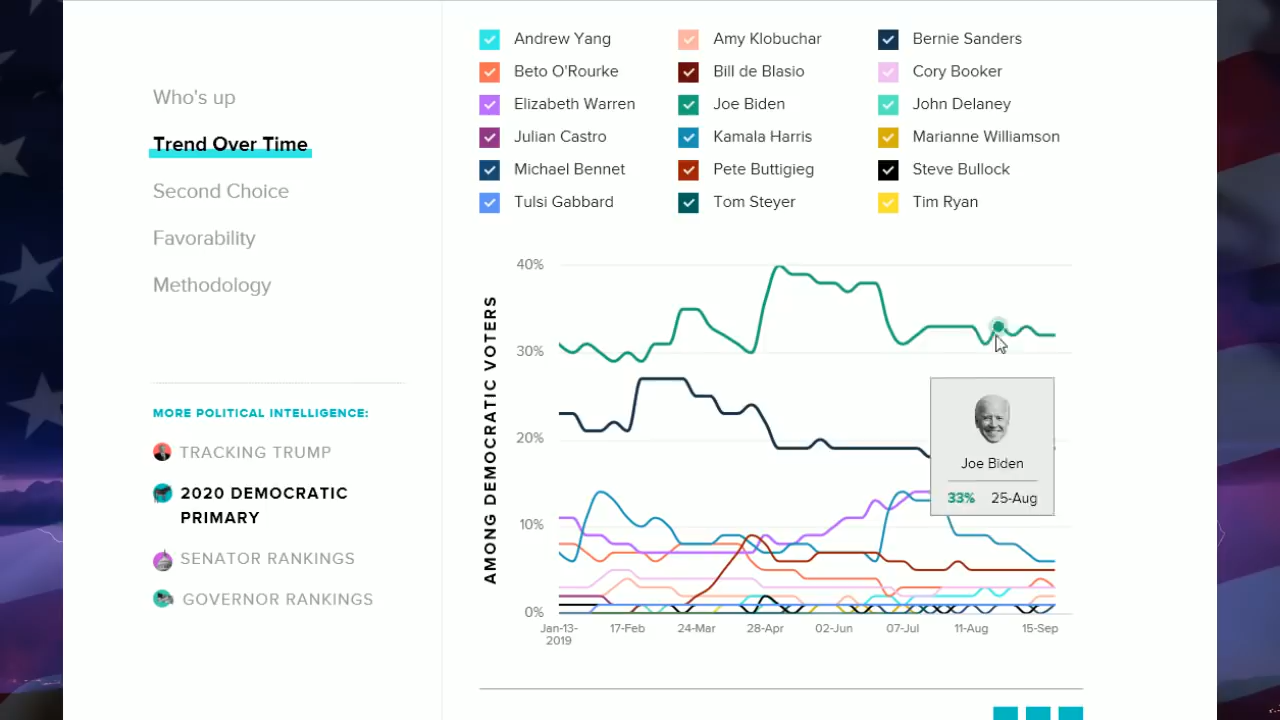 Andrew Yang
Amy Klobuchar
Bernie Sanders
Beto O'Rourke
Bill de Blasio
Cory Booker
Elizabeth Warren
Joe Biden
John Delaney
Julian Castro
Kamala Harris
Marianne Williamson
Michael Bennet
Pete Buttigieg
Steve Bullock
Tulsi Gabbard
Tom Steyer
Tim Ryan
Who's up
Trend Over Time
Second Choice
Favorability
Methodology
MORE POLITICAL INTELLIGENCE:
TRACKING TRUMP
2020 DEMOCRATIC
PRIMARY
SENATOR RANKINGS
GOVERNOR RANKINGS
AMONG DEMOCRATIC VOTERS
40%
30%
20%
10%
0%
Joe Biden
33% 25-Aug
Jan-13-
2019
17-Feb
24-Mar
28-Apr
02-Jun
07-Jul
11-Aug
15-Sep